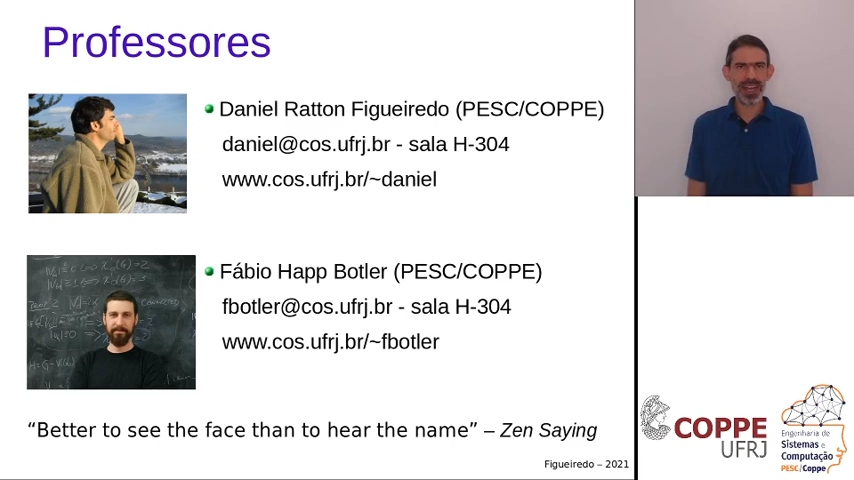 Professores
Daniel Ratton Figueiredo (PESC/COPPE)
daniel@cos.ufrj.br - sala H-304
www.cos.ufrj.br/~daniel
Fábio Happ Botler (PESC/COPPE)
fbotler@cos.ufrj.br - sala H-304
www.cos.ufrj.br/~fbotler
“Better to see the face than to hear the name” – Zen Saying
Figueiredo – 2021
COPPE
UFRJ
Engenharia de
Sistemas e
Computação
PESC/Coppe